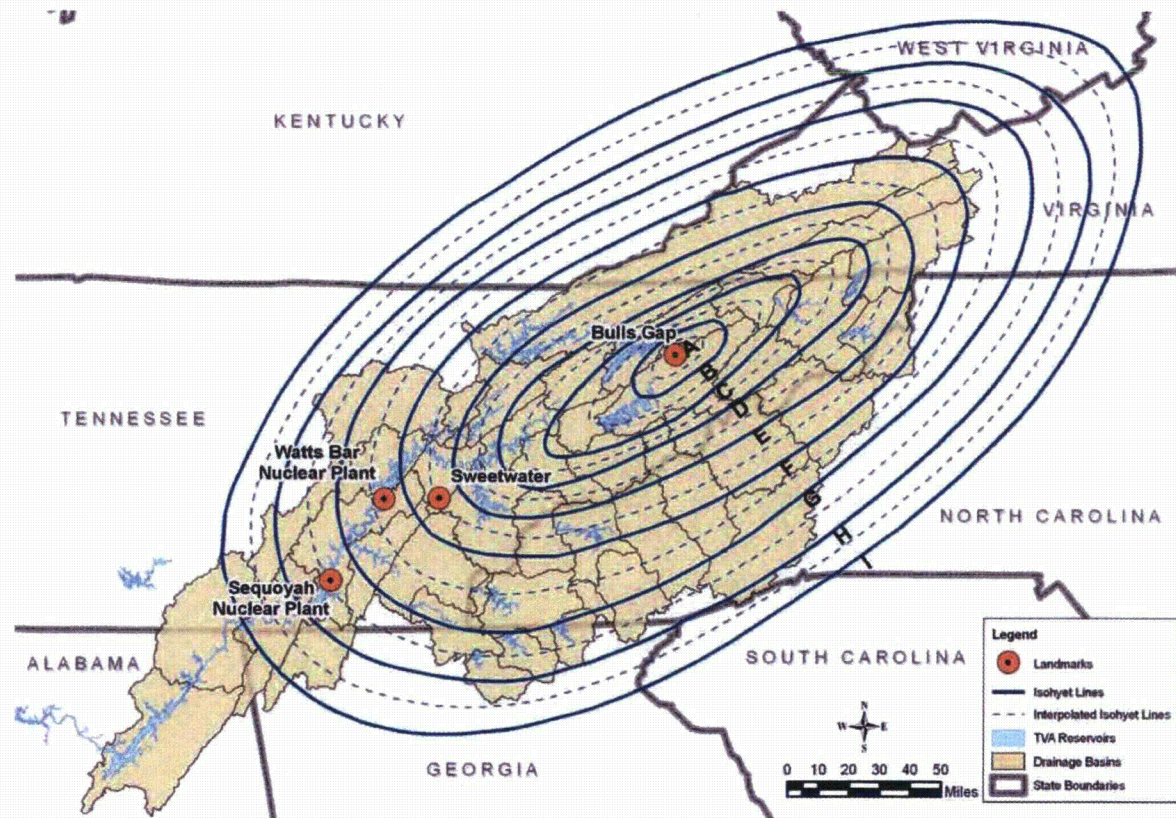 WEST VIRGINIA
KENTUCKY
VIRGINIA
Bulls Gap
A
B
C
D
E
F
G
H
I
TENNESSEE
Watts Bar
Nuclear Plant
Sweetwater
NORTH CAROLINA
Sequoyah
Nuclear Plant
ALABAMA
SOUTH CAROLINA
GEORGIA
N
W E
S
0 10 20 30 40 50
Miles
Legend
Landmarks
Isohyet Lines
Interpolated Isohyet Lines
TVA Reservoirs
Drainage Basins
State Boundaries